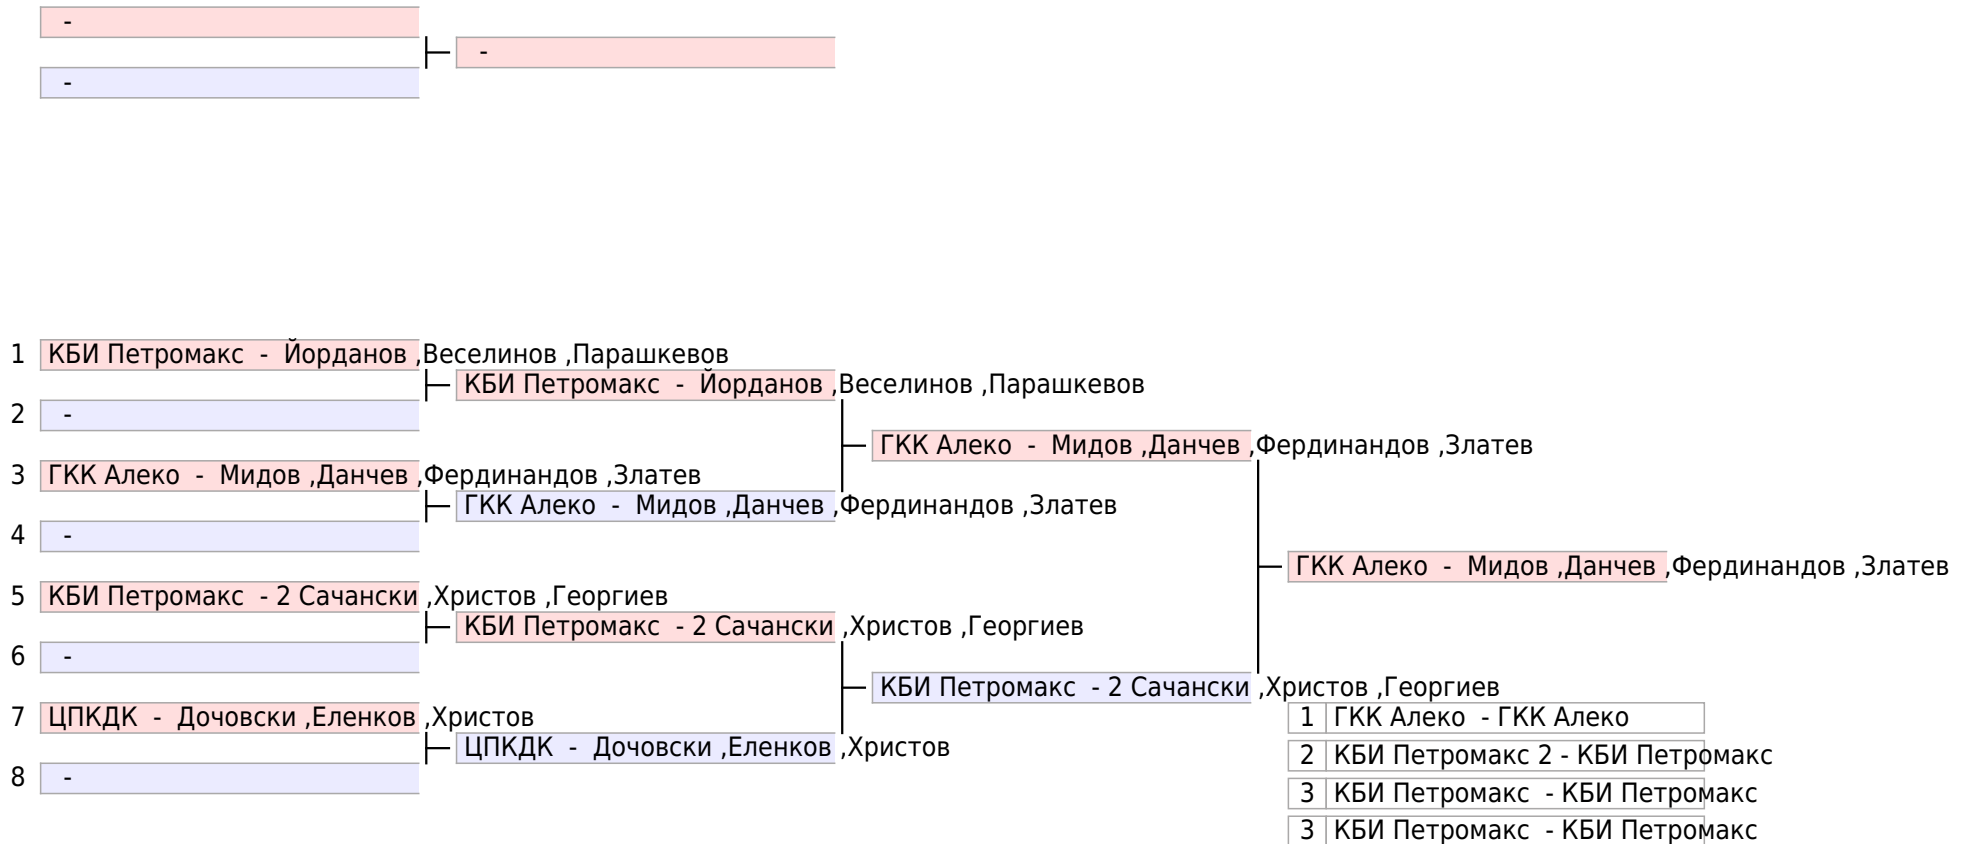 -
-
-
1 КБИ Петромакс - Йорданов ,Веселинов ,Парашкевов
КБИ Петромакс - Йорданов ,Веселинов ,Парашкевов
2 -
ГКК Алеко - Мидов ,Данчев ,Фердинандов ,Златев
3 ГКК Алеко - Мидов ,Данчев ,Фердинандов ,Златев
ГКК Алеко - Мидов ,Данчев ,Фердинандов ,Златев
4 -
ГКК Алеко - Мидов ,Данчев ,Фердинандов ,Златев
5 КБИ Петромакс - 2 Сачански ,Христов ,Георгиев
КБИ Петромакс - 2 Сачански ,Христов ,Георгиев
6 -
КБИ Петромакс - 2 Сачански ,Христов ,Георгиев
7 ЦПКДК - Дочовски ,Еленков ,Христов
1 ГКК Алеко - ГКК Алеко
ЦПКДК - Дочовски ,Еленков ,Христов
2 КБИ Петромакс 2 - КБИ Петромакс
8 -
3 КБИ Петромакс - КБИ Петромакс
3 КБИ Петромакс - КБИ Петромакс